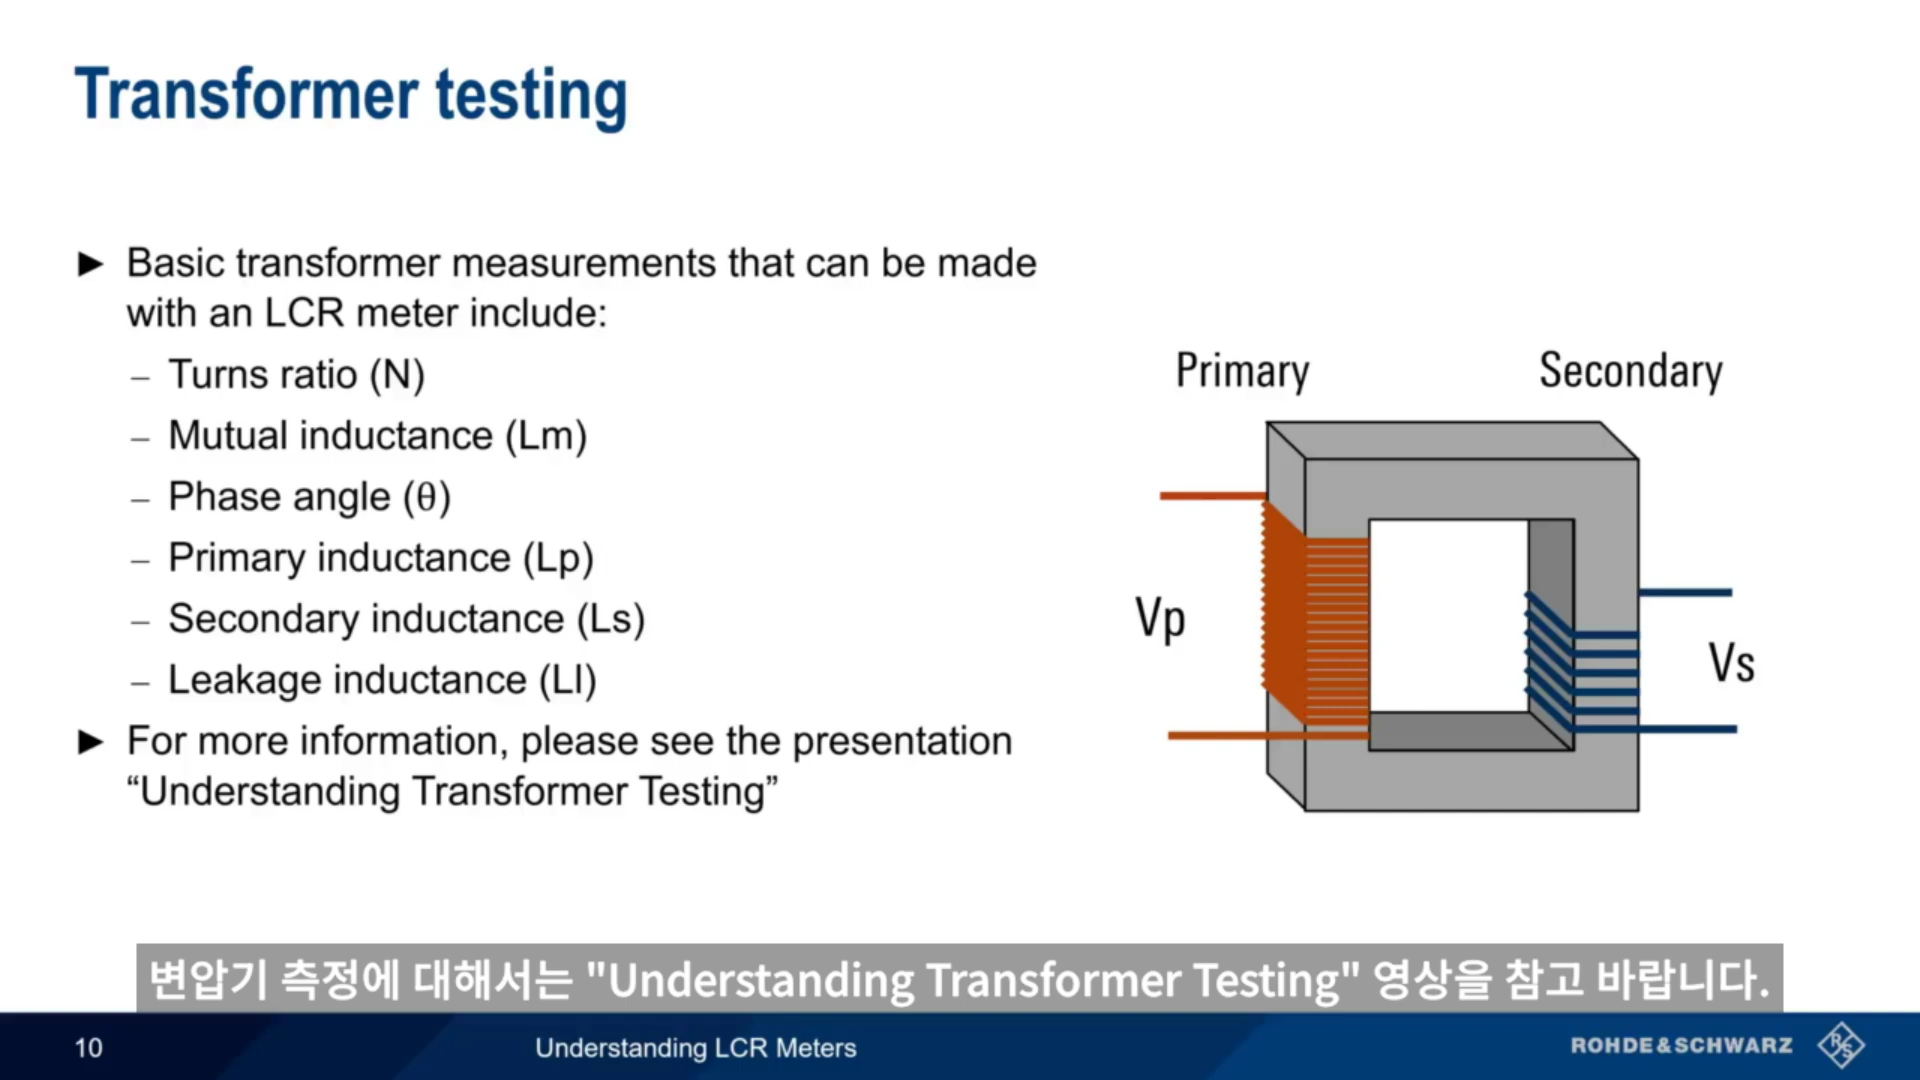 Transformer testing
► Basic transformer measurements that can be made
with an LCR meter include:
– Turns ratio (N)
– Mutual inductance (Lm)
– Phase angle (θ)
– Primary inductance (Lp)
– Secondary inductance (Ls)
– Leakage inductance (Ll)
► For more information, please see the presentation
“Understanding Transformer Testing”
Primary
Secondary
Vp
Vs
변압기 측정에 대해서는 "Understanding Transformer Testing" 영상을 참고 바랍니다.
10
Understanding LCR Meters
ROHDE&SCHWARZ
R&S